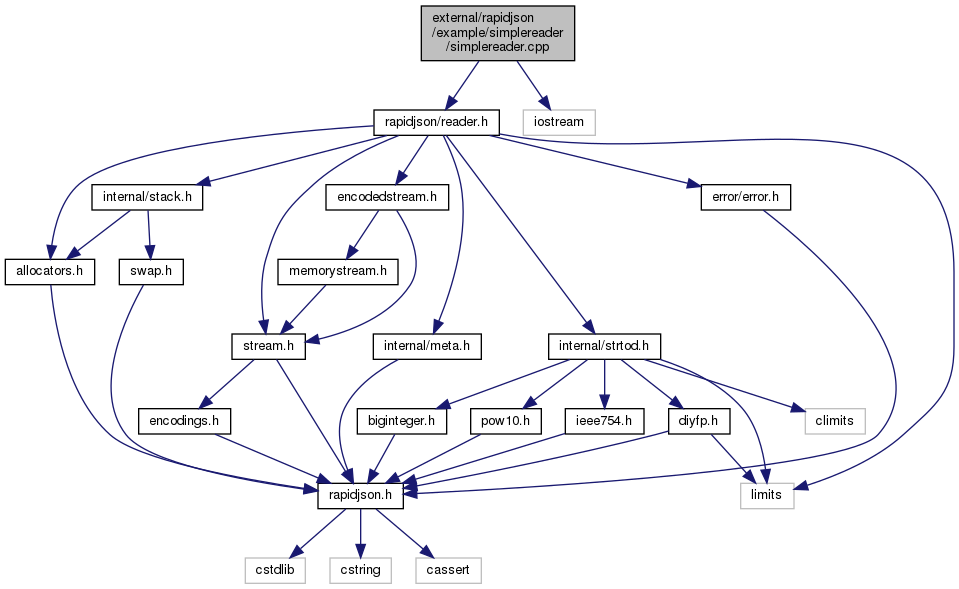 external/rapidjson
/example/simplereader
/simplereader.cpp
rapidjson/reader.h
iostream
internal/stack.h
encodedstream.h
error/error.h
allocators.h
swap.h
memorystream.h
stream.h
internal/meta.h
internal/strtod.h
encodings.h
biginteger.h
pow10.h
ieee754.h
diyfp.h
climits
rapidjson.h
limits
cstdlib
cstring
cassert